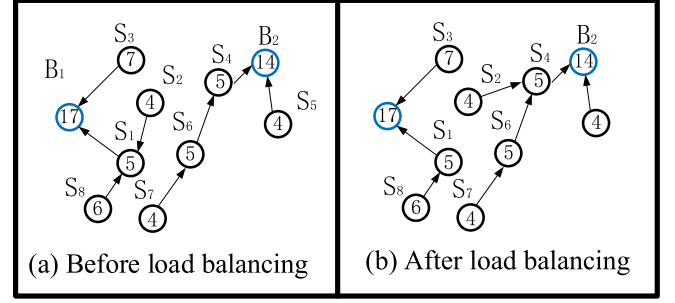 S₃
7
B₁
17
S₂
4
S₁
5
S₈
6
S₄
5
B₂
14
S₅
4
S₆
5
S₇
4
(a) Before load balancing
S₃
7
17
S₂
4
S₁
5
S₈
6
S₄
5
B₂
14
4
S₆
5
S₇
4
(b) After load balancing